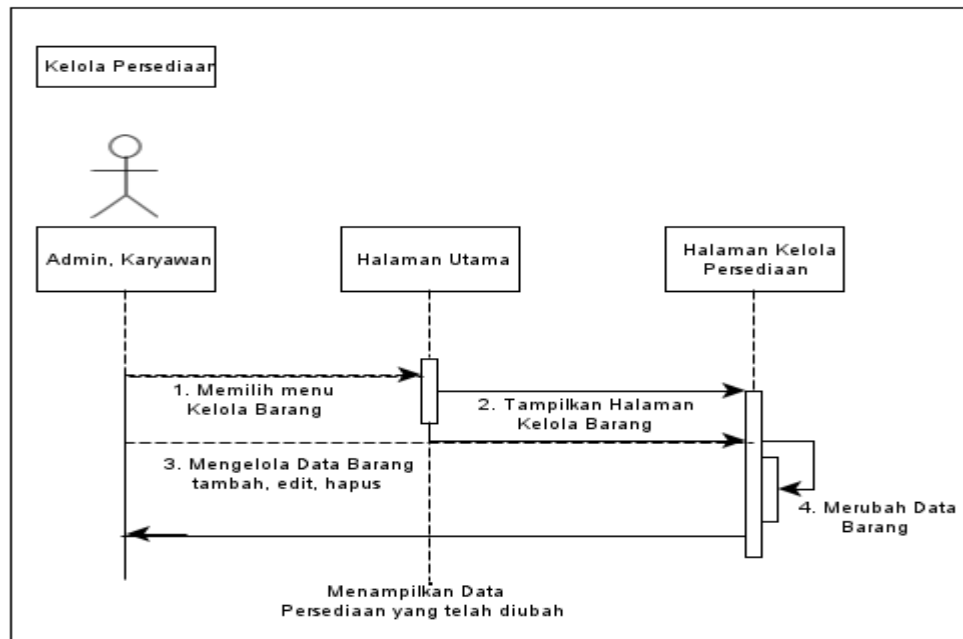 Kelola Persediaan
Admin, Karyawan
Halaman Utama
Halaman Kelola
Persediaan
1. Memilih menu
Kelola Barang
2. Tampilkan Halaman
Kelola Barang
3. Mengelola Data Barang
tambah, edit, hapus
4. Merubah Data
Barang
Menampilkan Data
Persediaan yang telah diubah